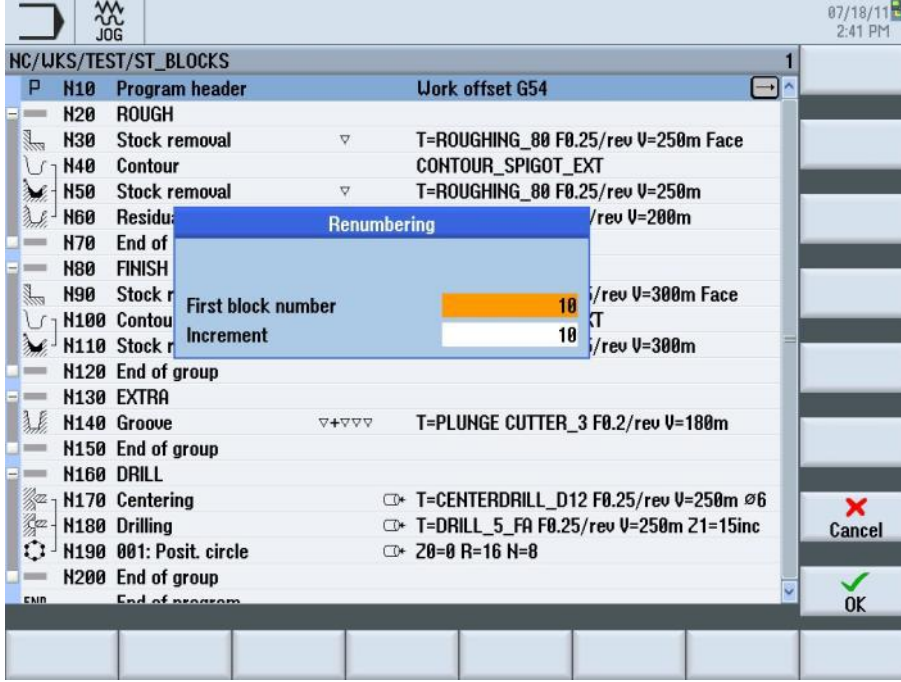 JOG
07/18/11
2:41 PM
NC/WKS/TEST/ST_BLOCKS 1
P N10 Program header Work offset G54
N20 ROUGH
N30 Stock removal ▽ T=ROUGHING_80 F0.25/rev V=250m Face
N40 Contour CONTOUR_SPIGOT_EXT
N50 Stock removal ▽ T=ROUGHING_80 F0.25/rev V=250m
N60 Residu /rev V=200m
N70 End of
N80 FINISH
N90 Stock r /rev V=300m Face
N100 Contou XT
N110 Stock r /rev V=300m
Renumbering
First block number 10
Increment 10
N120 End of group
N130 EXTRA
N140 Groove ▽+▽▽▽ T=PLUNGE CUTTER_3 F0.2/rev V=180m
N150 End of group
N160 DRILL
N170 Centering T=CENTERDRILL_D12 F0.25/rev V=250m ø6
N180 Drilling T=DRILL_5_FA F0.25/rev V=250m Z1=15inc
N190 001: Posit. circle Z0=0 R=16 N=8
N200 End of group
END End of program
Cancel
OK